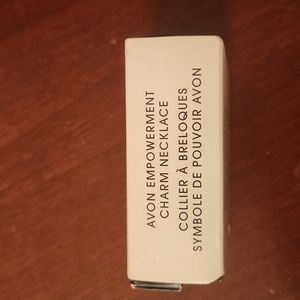 AVON EMPOWERMENT
CHARM NECKLACE
COLLIER À BRELOQUES
SYMBOLE DE POUVOIR AVON